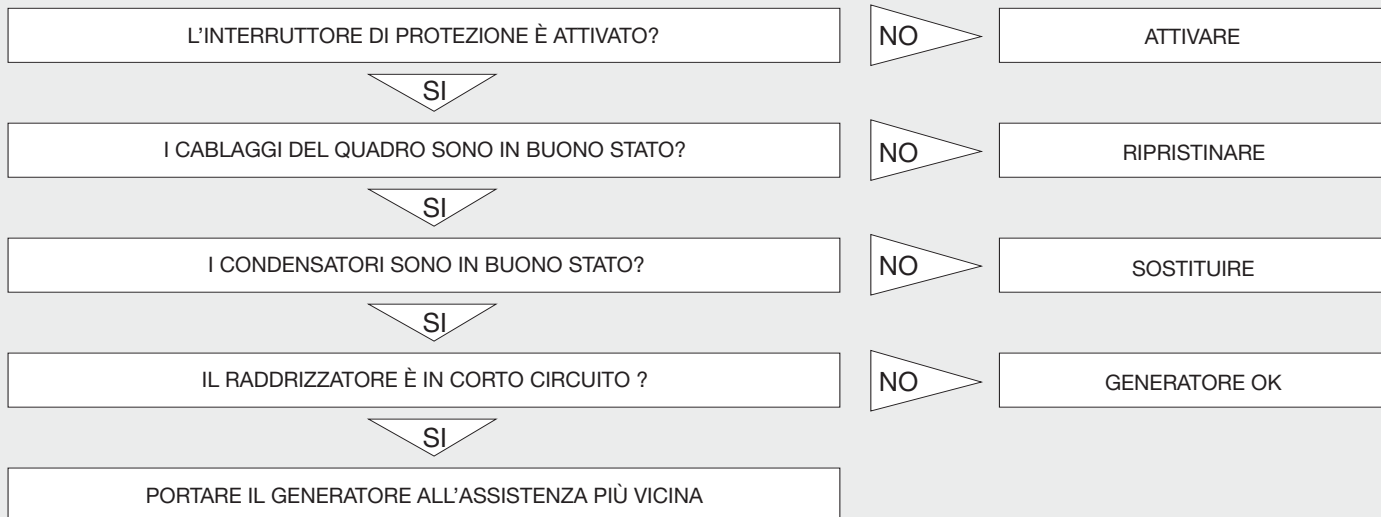 L'INTERRUTTORE DI PROTEZIONE È ATTIVATO?
NO
ATTIVARE
SI
I CABLAGGI DEL QUADRO SONO IN BUONO STATO?
NO
RIPRISTINARE
SI
I CONDENSATORI SONO IN BUONO STATO?
NO
SOSTITUIRE
SI
IL RADDRIZZATORE È IN CORTO CIRCUITO ?
NO
GENERATORE OK
SI
PORTARE IL GENERATORE ALL'ASSISTENZA PIÙ VICINA